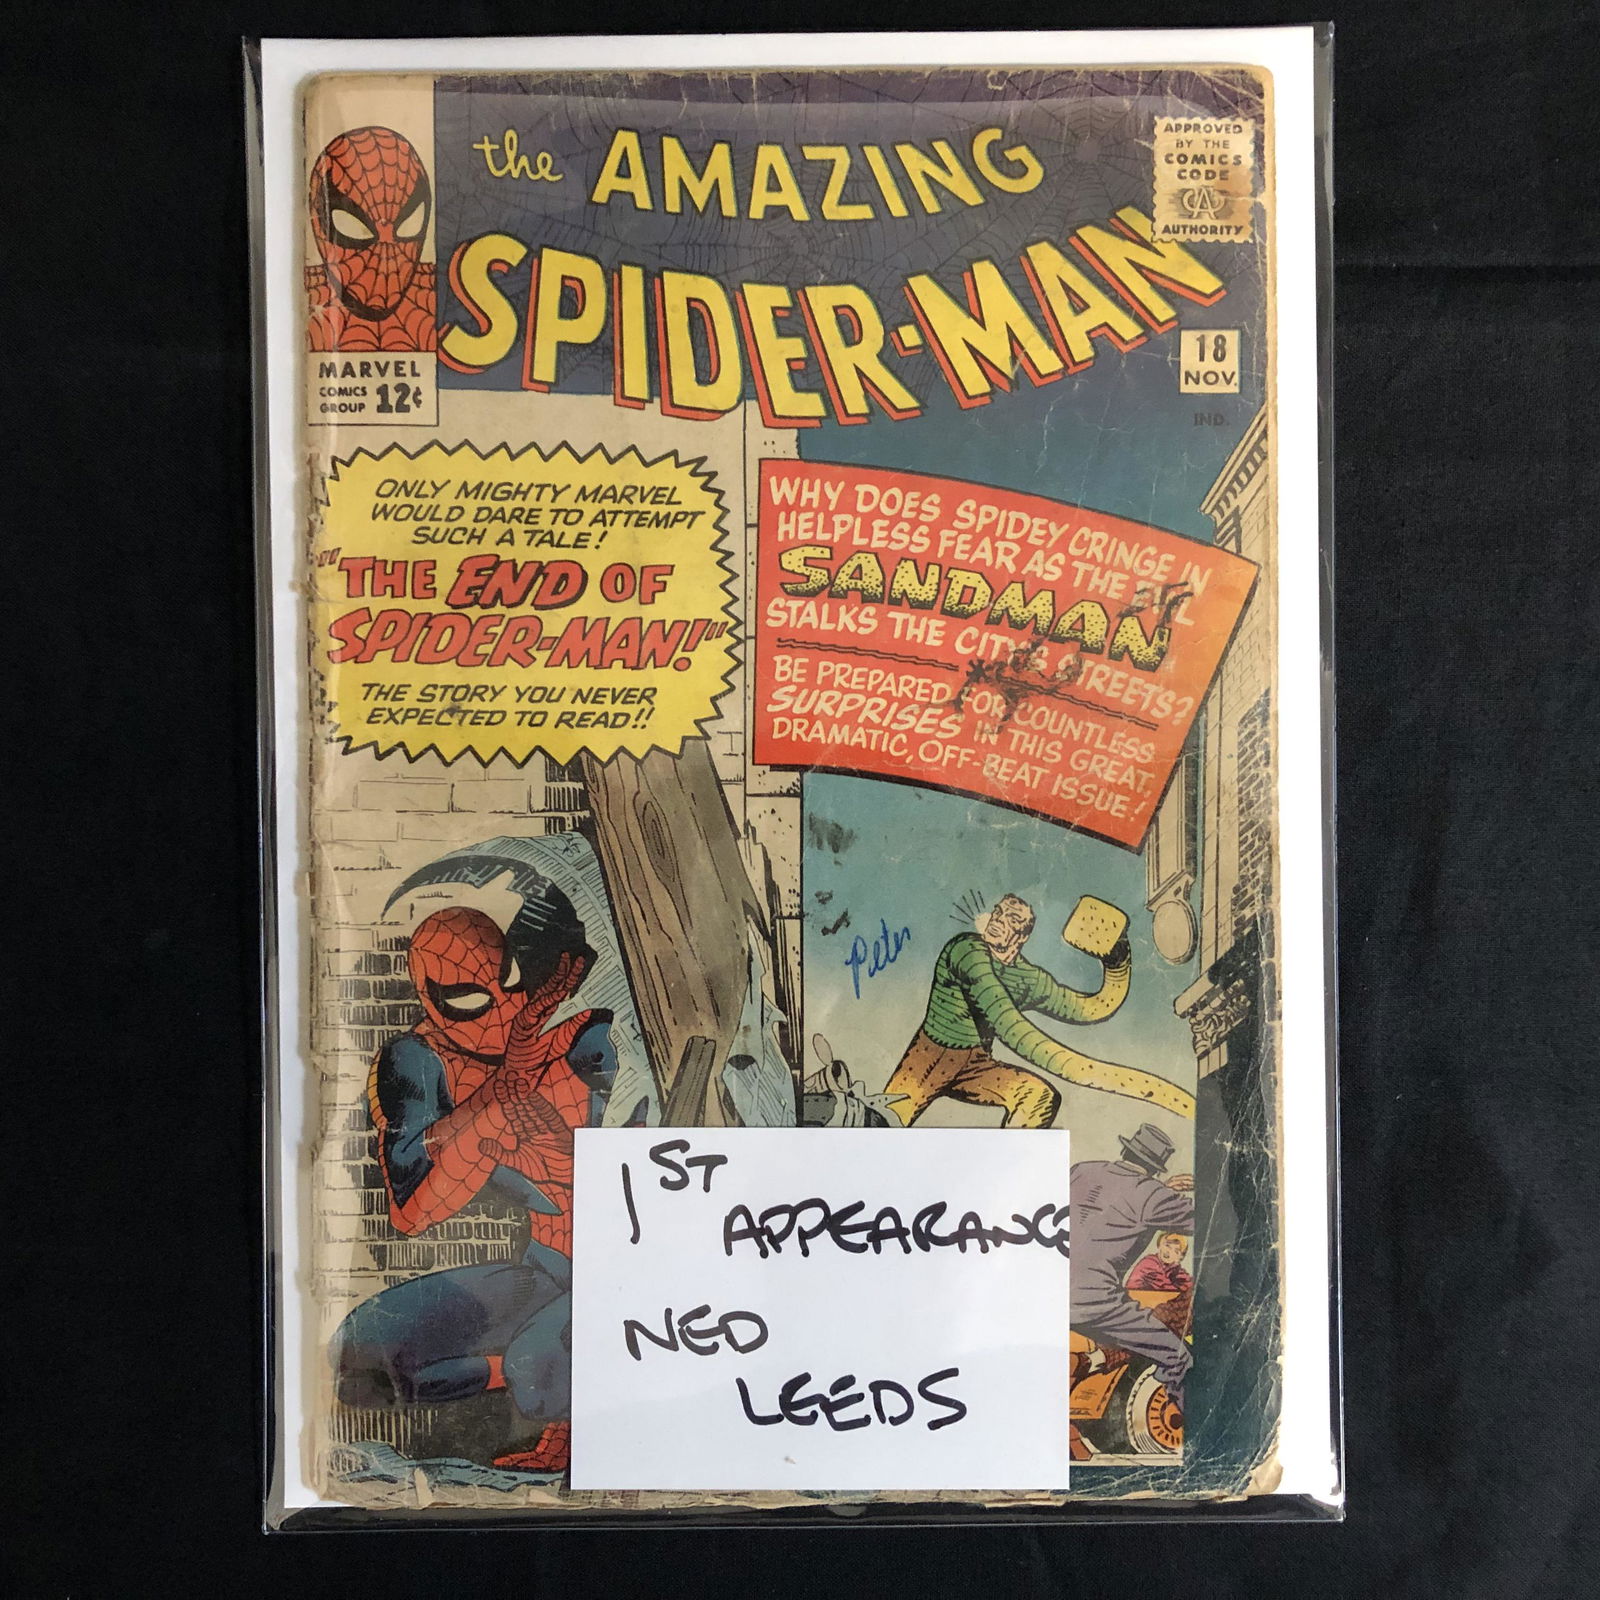 the AMAZING
SPIDER-MAN
APPROVED
BY THE
COMICS
CODE
CA
AUTHORITY
MARVEL
COMICS
GROUP 12¢
18
NOV.
IND.
ONLY MIGHTY MARVEL
WOULD DARE TO ATTEMPT
SUCH A TALE!
"THE END OF
SPIDER-MAN!"
THE STORY YOU NEVER
EXPECTED TO READ!!
WHY DOES SPIDEY CRINGE IN
HELPLESS FEAR AS THE EVIL
SANDMAN
STALKS THE CITY'S STREETS?
BE PREPARED FOR COUNTLESS
SURPRISES IN THIS GREAT,
DRAMATIC, OFF-BEAT ISSUE!
Peter
1ST
APPEARANCE
NED
LEEDS